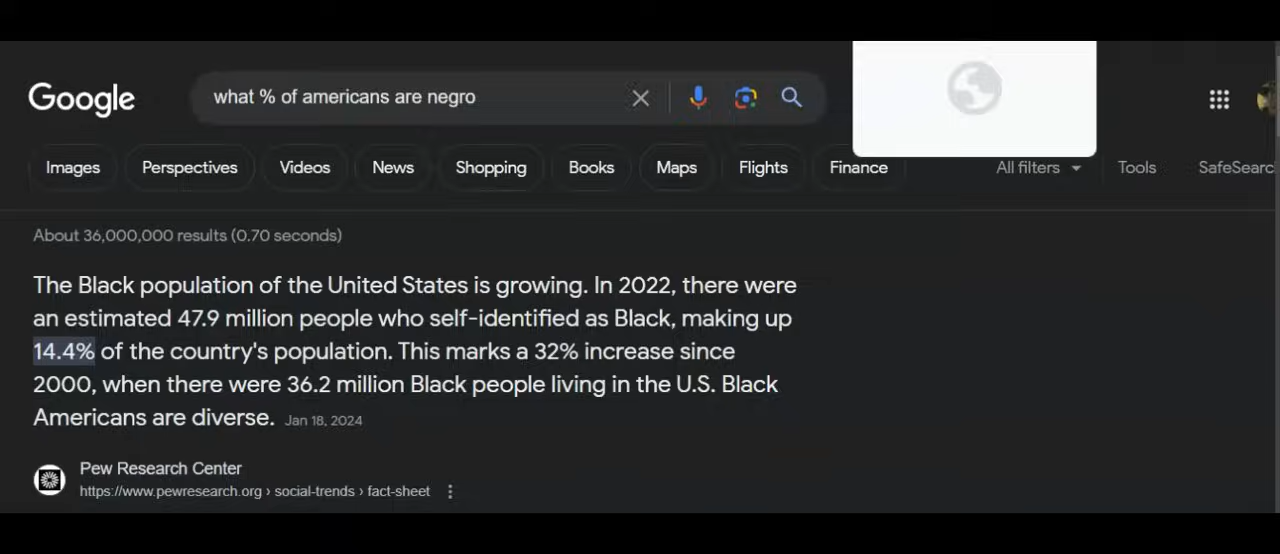 Google
what % of americans are negro
Images Perspectives Videos News Shopping Books Maps Flights Finance All filters Tools SafeSearc
About 36,000,000 results (0.70 seconds)
The Black population of the United States is growing. In 2022, there were
an estimated 47.9 million people who self-identified as Black, making up
14.4% of the country's population. This marks a 32% increase since
2000, when there were 36.2 million Black people living in the U.S. Black
Americans are diverse. Jan 18, 2024
Pew Research Center
https://www.pewresearch.org › social-trends › fact-sheet